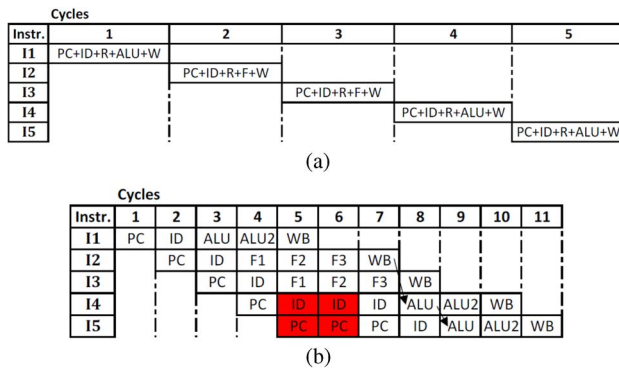 Cycles
Instr. 1 2 3 4 5
I1 PC+ID+R+ALU+W
I2 PC+ID+R+F+W
I3 PC+ID+R+F+W
I4 PC+ID+R+ALU+W
I5 PC+ID+R+ALU+W
(a)
Cycles
Instr. 1 2 3 4 5 6 7 8 9 10 11
I1 PC ID ALU ALU2 WB
I2 PC ID F1 F2 F3 WB
I3 PC ID F1 F2 F3 WB
I4 PC ID ID ID ALU ALU2 WB
I5 PC PC PC ID ALU ALU2 WB
(b)